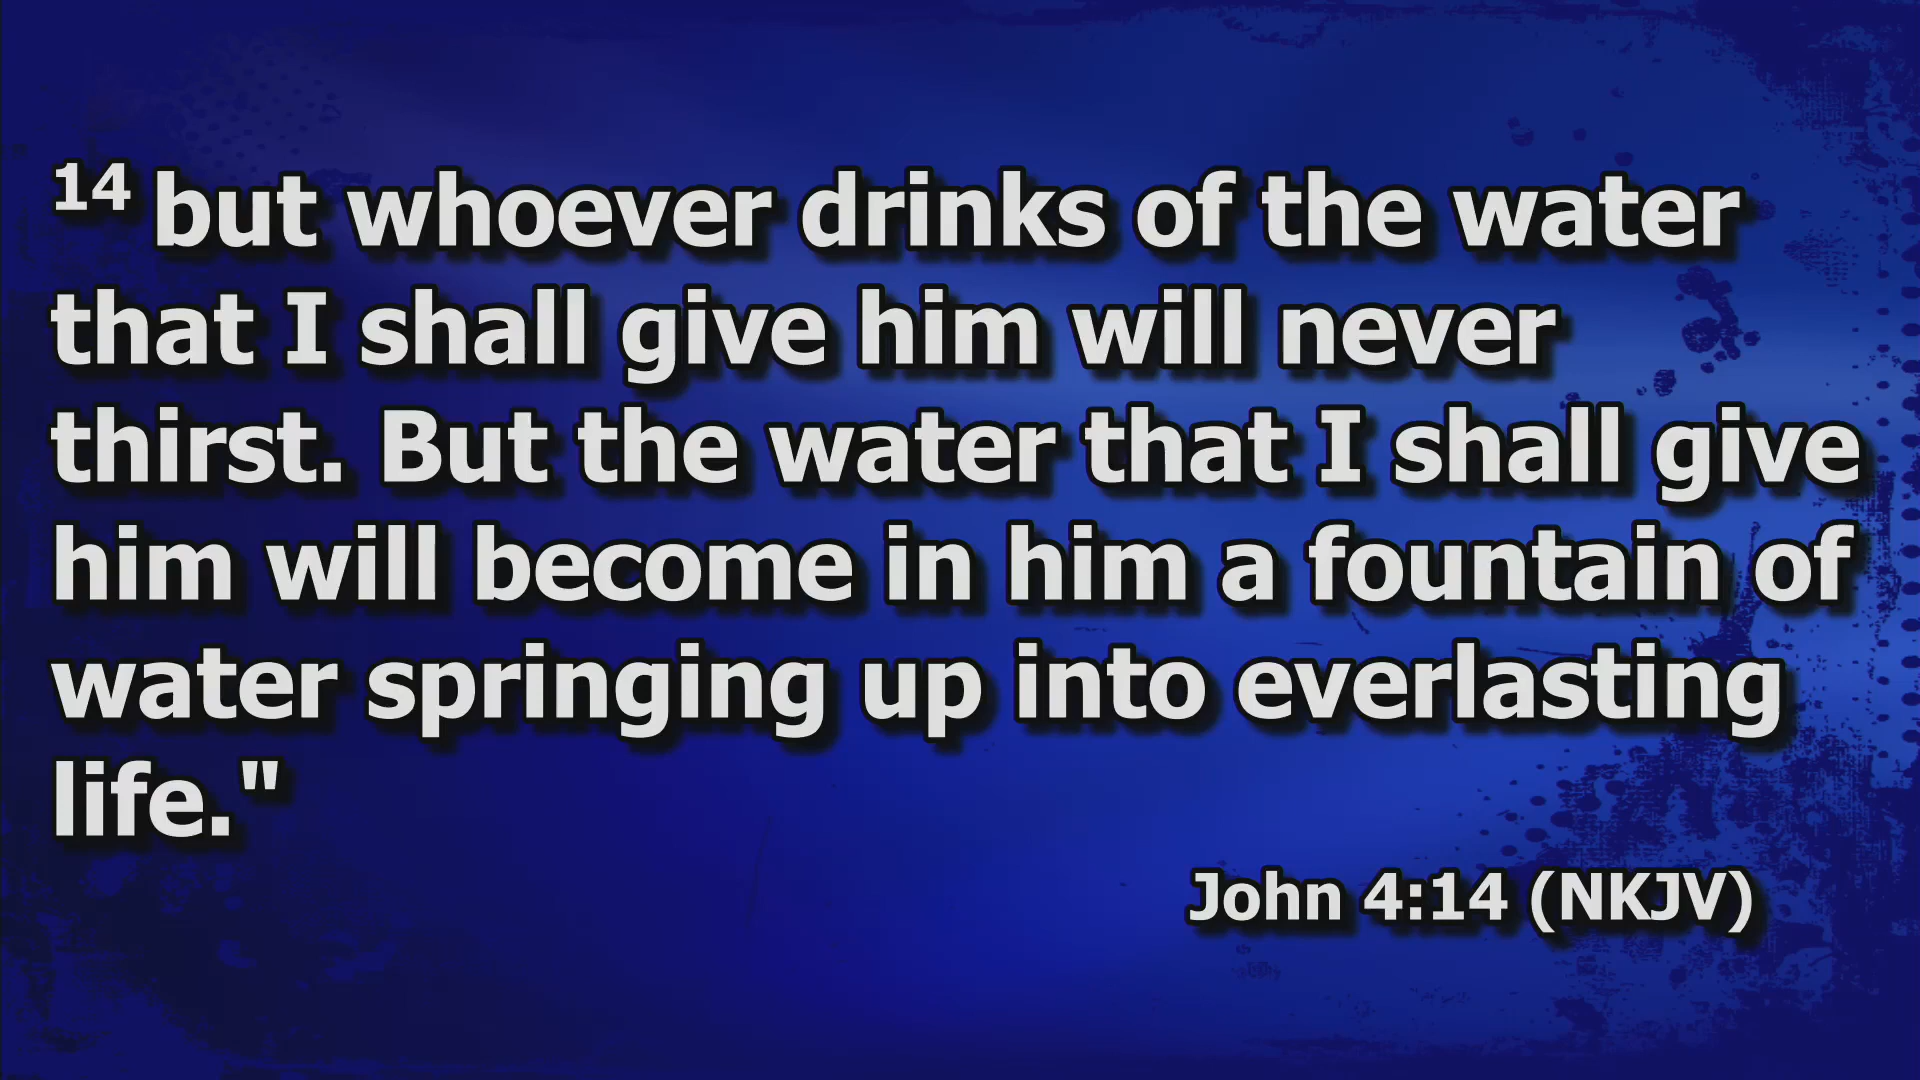 14 but whoever drinks of the water
that I shall give him will never
thirst. But the water that I shall give
him will become in him a fountain of
water springing up into everlasting
life."
John 4:14 (NKJV)